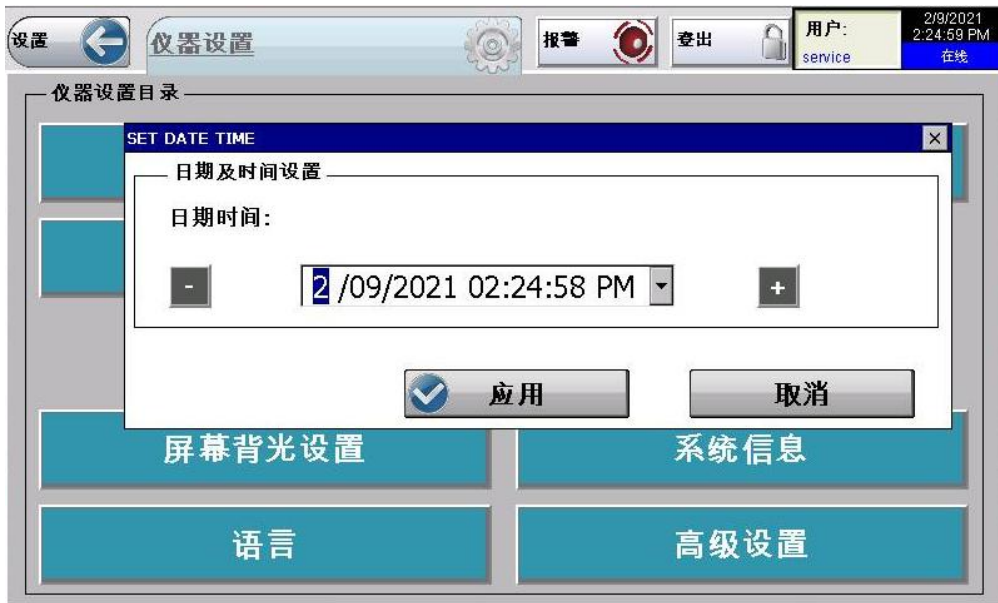 设置
仪器设置
报警
登出
用户:
service
2/9/2021
2:24:59 PM
在线
仪器设置目录
SET DATE TIME
日期及时间设置
日期时间:
- 2 /09/2021 02:24:58 PM +
应用
取消
屏幕背光设置
系统信息
语言
高级设置